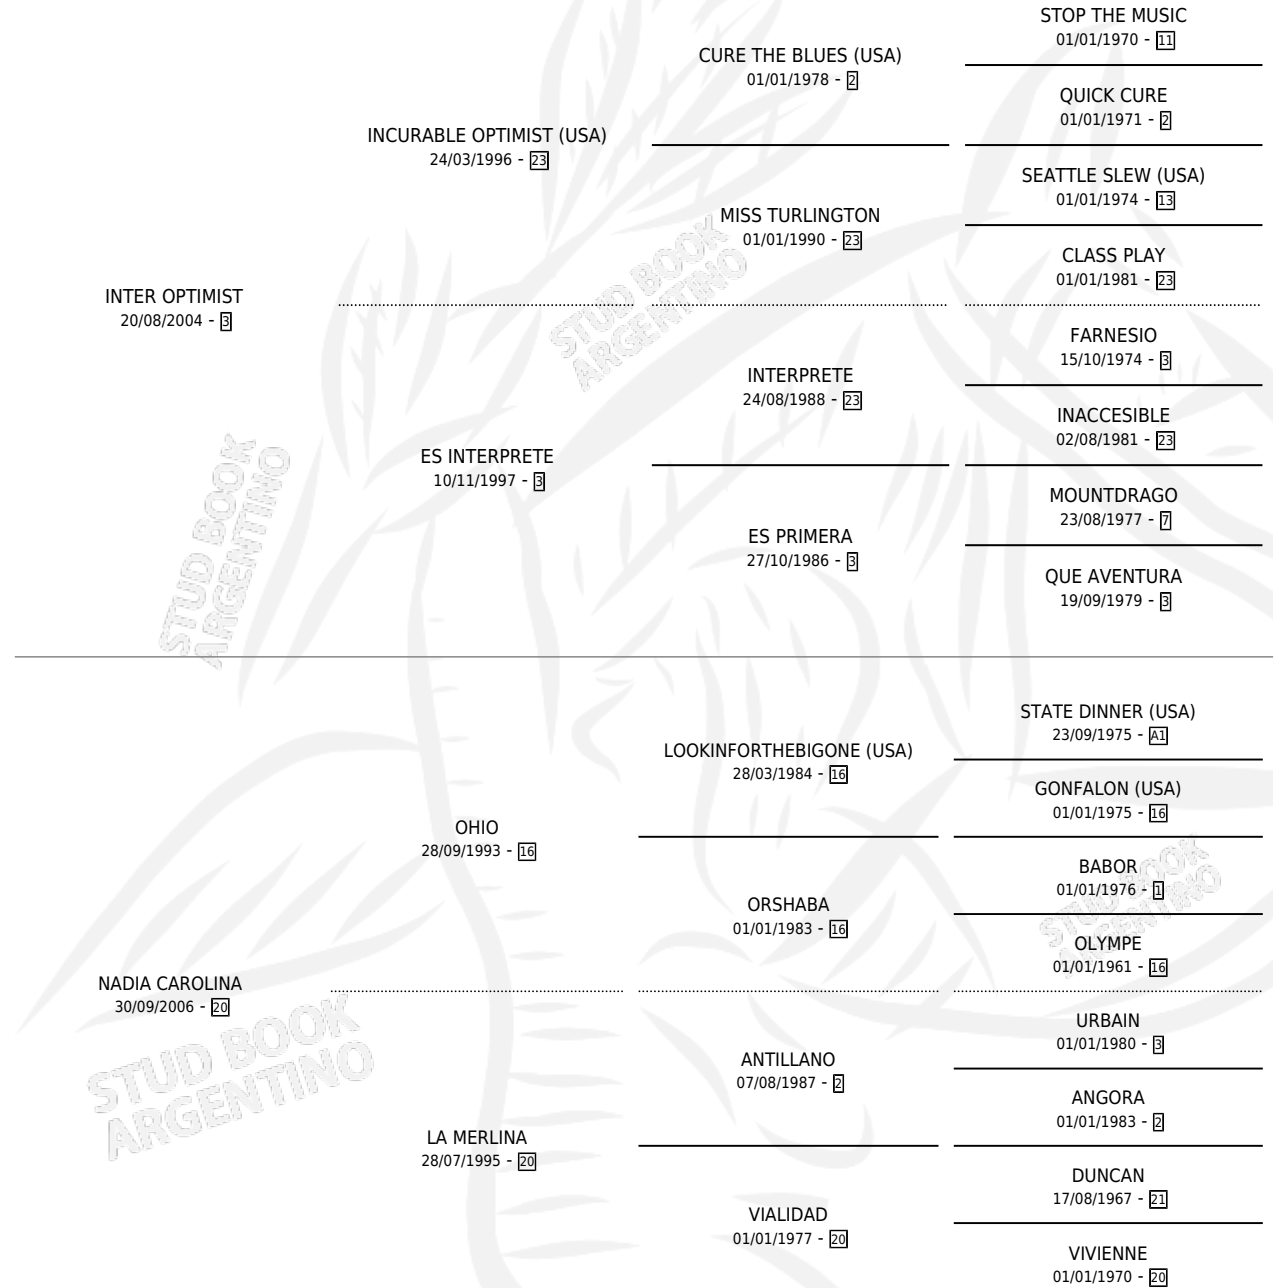 STOP THE MUSIC
01/01/1970 - 11
CURE THE BLUES (USA)
01/01/1978 - 2
QUICK CURE
01/01/1971 - 2
INCURABLE OPTIMIST (USA)
24/03/1996 - 23
SEATTLE SLEW (USA)
01/01/1974 - 13
MISS TURLINGTON
01/01/1990 - 23
CLASS PLAY
01/01/1981 - 23
INTER OPTIMIST
20/08/2004 - 3
STUD BOOK
ARGENTINO
FARNESIO
15/10/1974 - 3
INTERPRETE
24/08/1988 - 23
INACCESIBLE
02/08/1981 - 23
ES INTERPRETE
10/11/1997 - 3
MOUNTDRAGO
23/08/1977 - 7
ES PRIMERA
27/10/1986 - 3
QUE AVENTURA
19/09/1979 - 3
STUD BOOK
ARGENTINO
STATE DINNER (USA)
23/09/1975 - A1
LOOKINFORTHEBIGONE (USA)
28/03/1984 - 16
GONFALON (USA)
01/01/1975 - 16
OHIO
28/09/1993 - 16
BABOR
01/01/1976 - 1
ORSHABA
01/01/1983 - 16
STUD BOOK
ARGENTINO
OLYMPE
01/01/1961 - 16
NADIA CAROLINA
30/09/2006 - 20
URBAIN
01/01/1980 - 3
ANTILLANO
07/08/1987 - 2
STUD BOOK
ARGENTINO
ANGORA
01/01/1983 - 2
LA MERLINA
28/07/1995 - 20
DUNCAN
17/08/1967 - 21
VIALIDAD
01/01/1977 - 20
VIVIENNE
01/01/1970 - 20